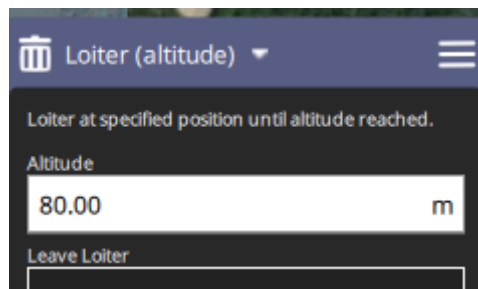 Loiter (altitude)
Loiter at specified position until altitude reached.
Altitude
80.00 m
Leave Loiter